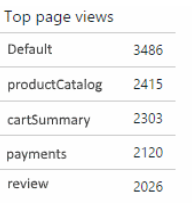 Top page views
Default 3486
productCatalog 2415
cartSummary 2303
payments 2120
review 2026